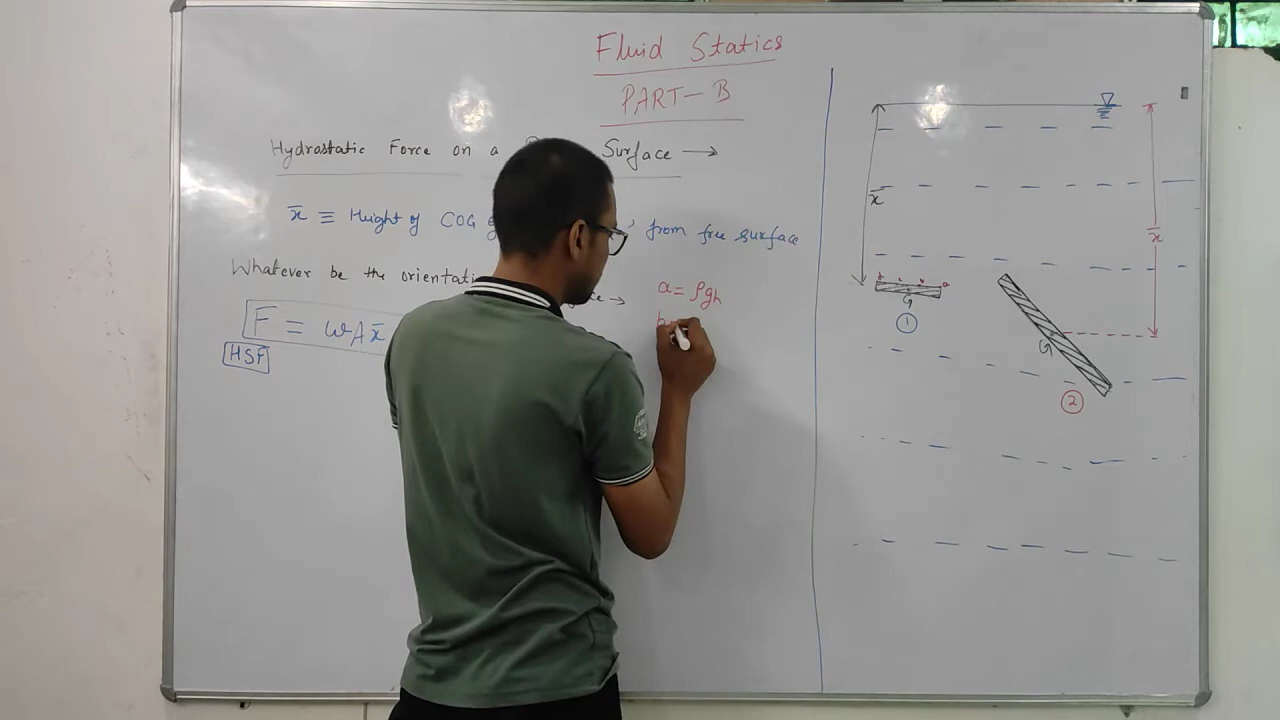 Fluid Statics
PART-B
Hydrostatic Force on a Surface →
x̄ ≡ Height of COG from free surface
Whatever be the →
F = wAx̄
HSF
a = ρgh
x̄
G
1
x̄
G
2